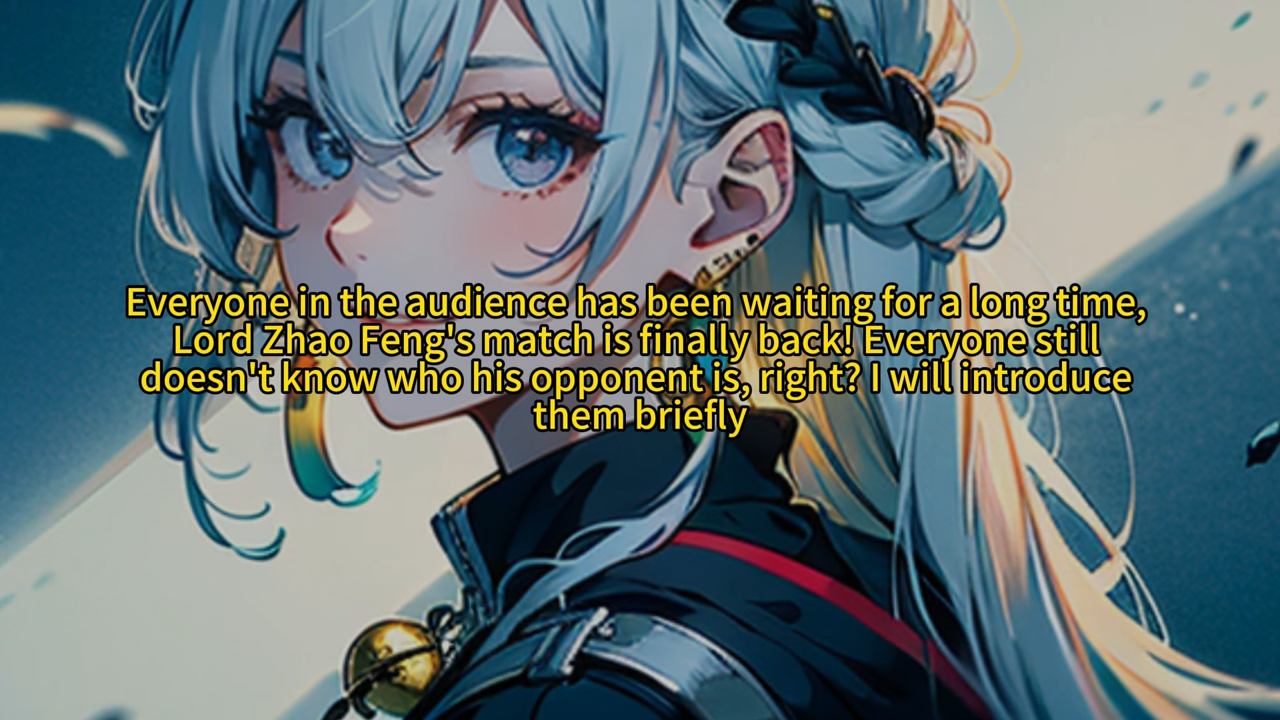 Everyone in the audience has been waiting for a long time,
Lord Zhao Feng's match is finally back! Everyone still
doesn't know who his opponent is, right? I will introduce
them briefly